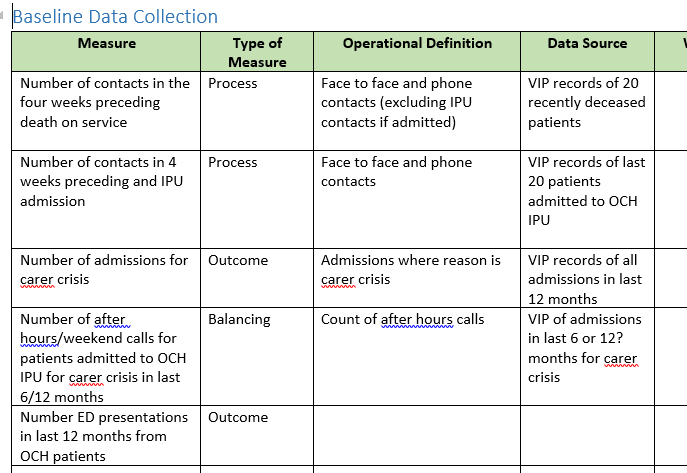 Baseline Data Collection
Measure
Type of
Measure
Operational Definition
Data Source
Number of contacts in the
four weeks preceding
death on service
Process
Face to face and phone
contacts (excluding IPU
contacts if admitted)
VIP records of 20
recently deceased
patients
Number of contacts in 4
weeks preceding and IPU
admission
Process
Face to face and phone
contacts
VIP records of last
20 patients
admitted to OCH
IPU
Number of admissions for
carer crisis
Outcome
Admissions where reason is
carer crisis
VIP records of all
admissions in last
12 months
Number of after
hours/weekend calls for
patients admitted to OCH
IPU for carer crisis in last
6/12 months
Balancing
Count of after hours calls
VIP of admissions
in last 6 or 12?
months for carer
crisis
Number ED presentations
in last 12 months from
OCH patients
Outcome